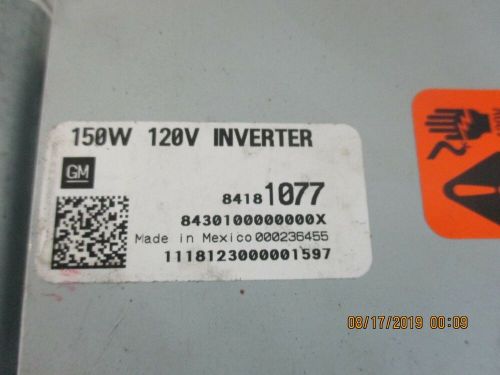 150W 120V INVERTER
GM
84181077
8430100000000X
Made in Mexico 000236455
1118123000001597
08/17/2019 00:09